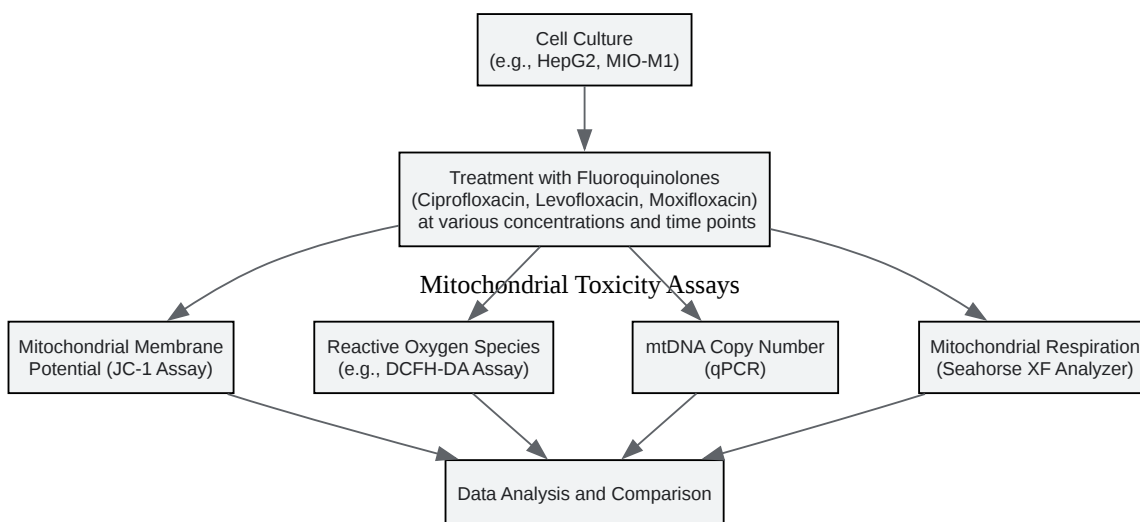 Cell Culture
(e.g., HepG2, MIO-M1)
Treatment with Fluoroquinolones
(Ciprofloxacin, Levofloxacin, Moxifloxacin)
at various concentrations and time points
Mitochondrial Toxicity Assays
Mitochondrial Membrane
Potential (JC-1 Assay)
Reactive Oxygen Species
(e.g., DCFH-DA Assay)
mtDNA Copy Number
(qPCR)
Mitochondrial Respiration
(Seahorse XF Analyzer)
Data Analysis and Comparison